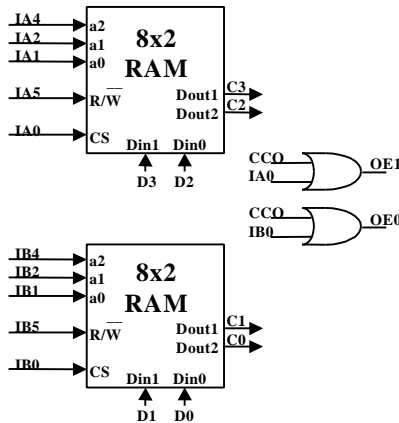 IA4
a2
IA2
a1
8x2
IA1
a0
RAM
IA5
R/W
Dout1
C3
Dout2
C2
IA0
CS
Din1
Din0
D3
D2
CCO
IA0
OE1
CCO
IB0
OE0
IB4
a2
IB2
a1
8x2
IB1
a0
RAM
IB5
R/W
Dout1
C1
Dout2
C0
IB0
CS
Din1
Din0
D1
D0